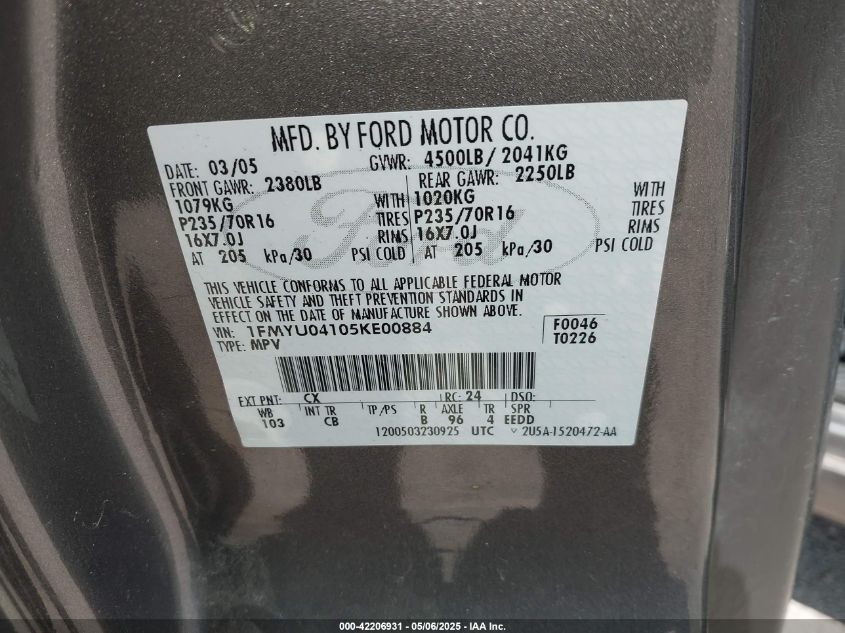 MFD. BY FORD MOTOR CO.
DATE: 03/05 GVWR: 4500LB/ 2041KG
FRONT GAWR: 2380LB REAR GAWR: 2250LB
1079KG WITH 1020KG WITH
P235/70R16 TIRES P235/70R16 TIRES
16X7.0J RIMS 16X7.0J RIMS
AT 205 kPa/30 PSI COLD AT 205 kPa/30 PSI COLD
Ford
THIS VEHICLE CONFORMS TO ALL APPLICABLE FEDERAL MOTOR
VEHICLE SAFETY AND THEFT PREVENTION STANDARDS IN
EFFECT ON THE DATE OF MANUFACTURE SHOWN ABOVE.
VIN: 1FMYU04105KE00884 F0046
TYPE: MPV T0226
EXT PNT: CX RC: 24 DSO:
WB INT TR TP/PS R AXLE TR SPR
103 CB B 96 4 EEDD
1200503230925 UTC V 2U5A-1520472-AA
000-42206931 - 05/06/2025 - IAA Inc.